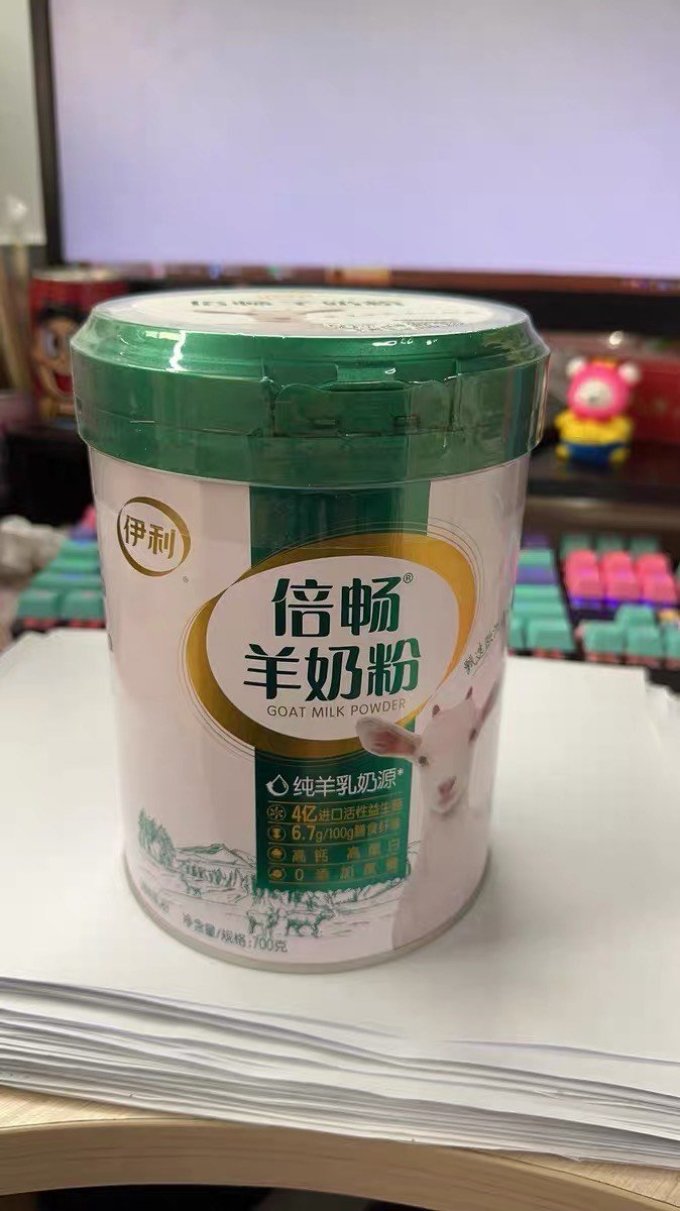 伊利
倍畅®
羊奶粉
GOAT MILK POWDER
纯羊乳奶源*
4亿进口活性益生菌
6.7g/100g膳食纤维
高钙 高蛋白
0添加蔗糖
净含量/规格:700克